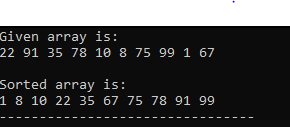 Given array is:
22 91 35 78 10 8 75 99 1 67
Sorted array is:
1 8 10 22 35 67 75 78 91 99
--------------------------------